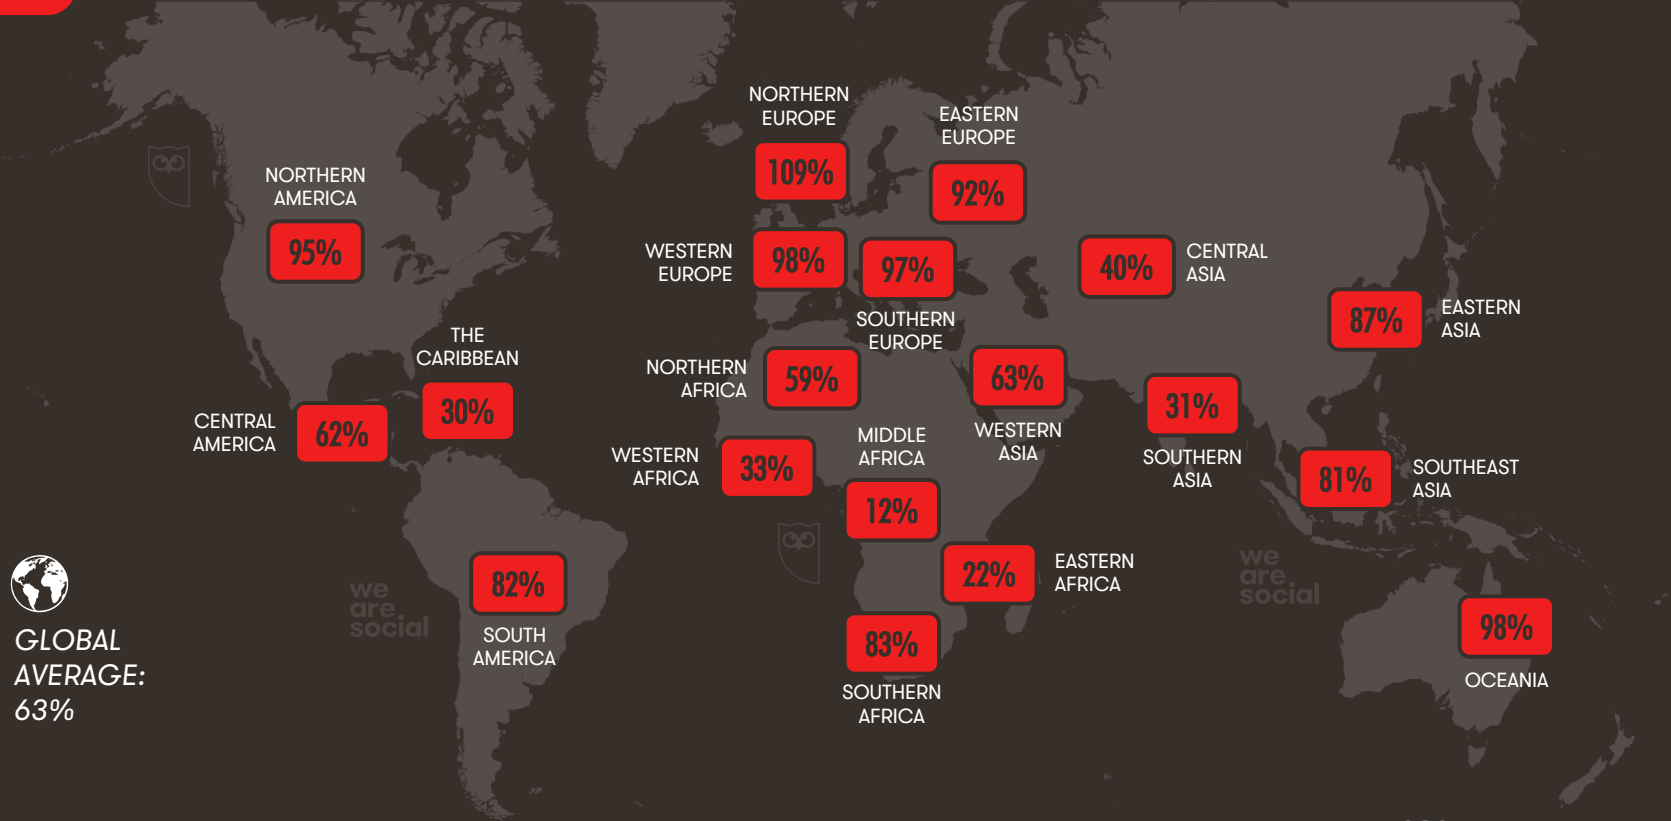 NORTHERN
EUROPE
109%
EASTERN
EUROPE
92%
NORTHERN
AMERICA
95%
WESTERN
EUROPE
98%
97%
SOUTHERN
EUROPE
40%
CENTRAL
ASIA
87%
EASTERN
ASIA
THE
CARIBBEAN
30%
NORTHERN
AFRICA
59%
63%
WESTERN
ASIA
31%
SOUTHERN
ASIA
CENTRAL
AMERICA
62%
WESTERN
AFRICA
33%
MIDDLE
AFRICA
12%
81%
SOUTHEAST
ASIA
22%
EASTERN
AFRICA
82%
SOUTH
AMERICA
we
are
social
we
are
social
83%
SOUTHERN
AFRICA
98%
OCEANIA
GLOBAL
AVERAGE:
63%